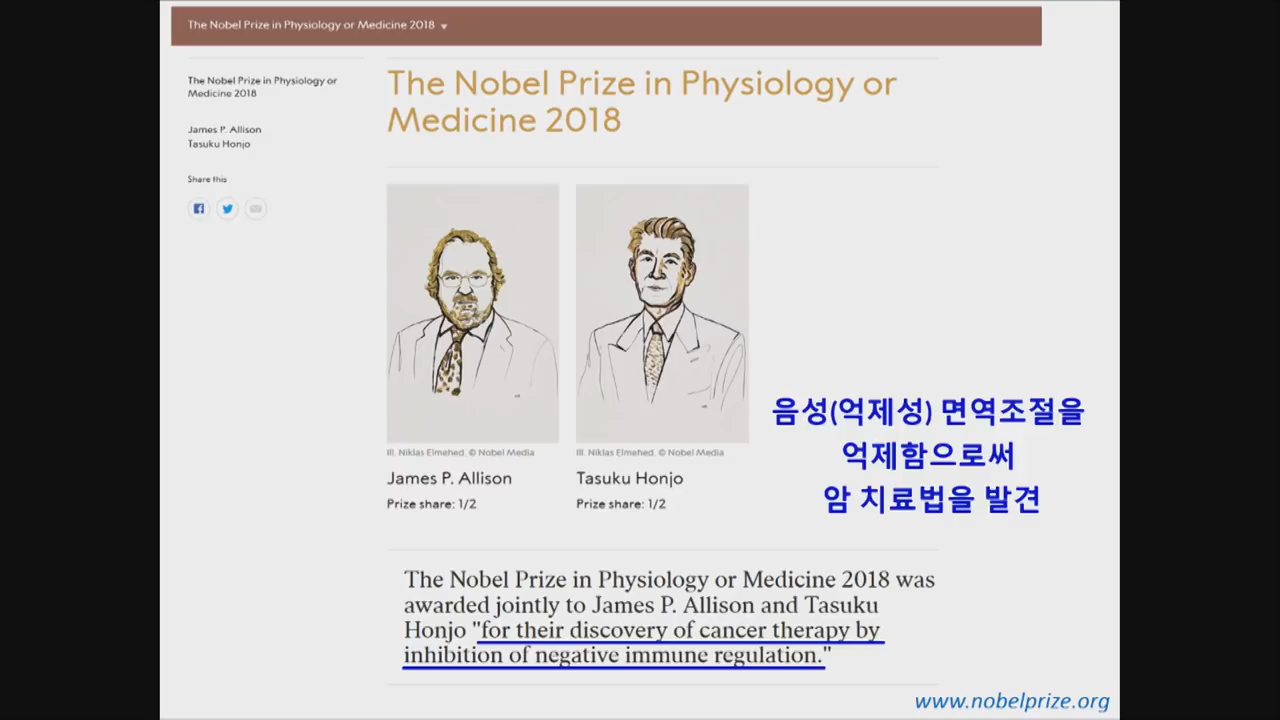 The Nobel Prize in Physiology or Medicine 2018
The Nobel Prize in Physiology or
Medicine 2018
James P. Allison
Tasuku Honjo
Share this
The Nobel Prize in Physiology or
Medicine 2018
Ill. Niklas Elmehed. © Nobel Media
James P. Allison
Prize share: 1/2
Ill. Niklas Elmehed. © Nobel Media
Tasuku Honjo
Prize share: 1/2
음성(억제성) 면역조절을
억제함으로써
암 치료법을 발견
The Nobel Prize in Physiology or Medicine 2018 was
awarded jointly to James P. Allison and Tasuku
Honjo "for their discovery of cancer therapy by
inhibition of negative immune regulation."
www.nobelprize.org